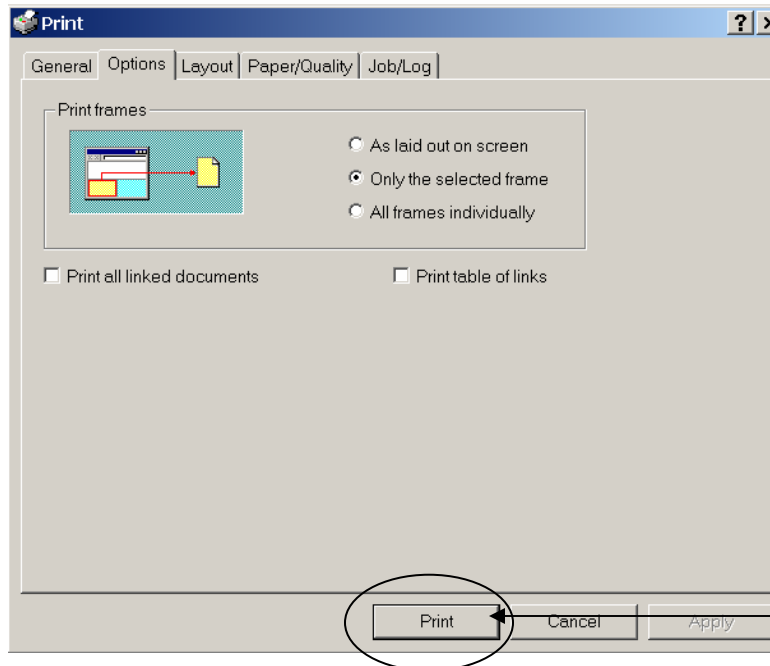 Print
General Options Layout Paper/Quality Job/Log
Print frames
As laid out on screen
Only the selected frame
All frames individually
Print all linked documents Print table of links
Print Cancel Apply